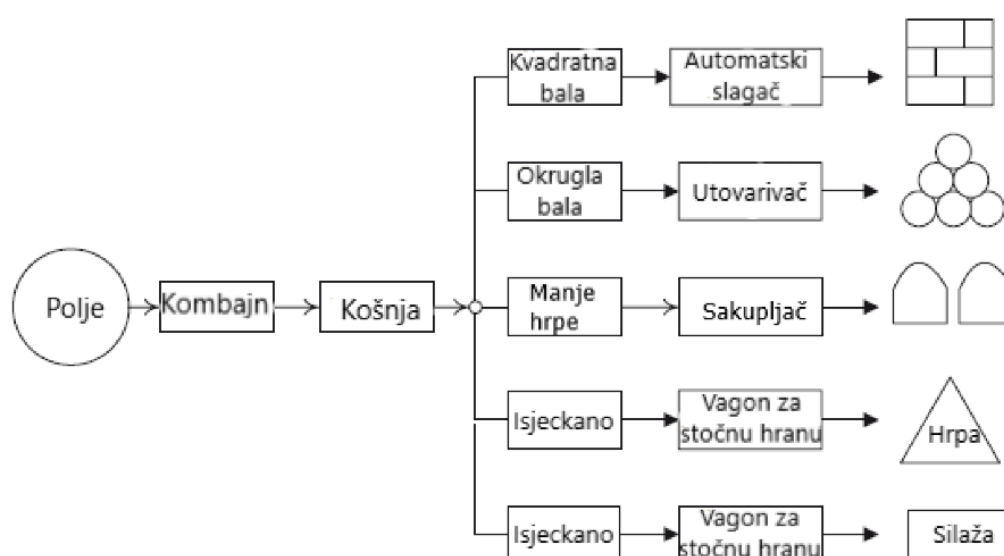 Polje
Kombajn
Košnja
Kvadratna
bala
Automatski
slagač
Okrugla
bala
Utovarivač
Manje
hrpe
Sakupljač
Isjeckano
Vagon za
stočnu hranu
Hrpa
Isjeckano
Vagon za
stočnu hranu
Silaža